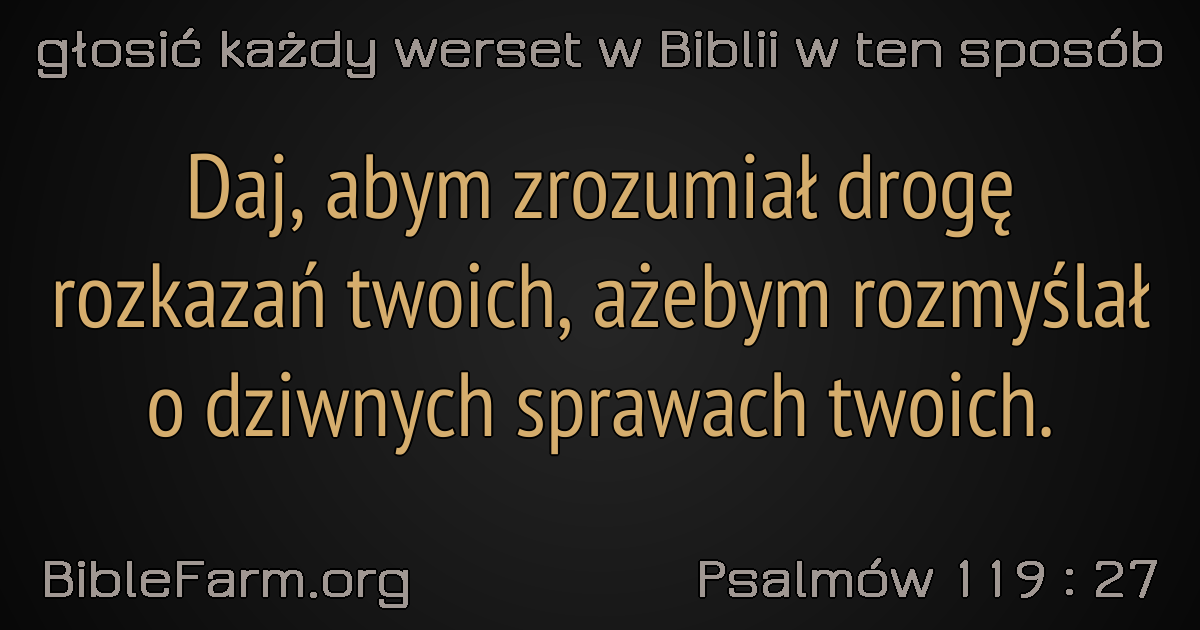 głosić każdy werset w Biblii w ten sposób
Daj, abym zrozumiał drogę
rozkazań twoich, ażebym rozmyślał
o dziwnych sprawach twoich.
BibleFarm.org
Psalmów 119 : 27